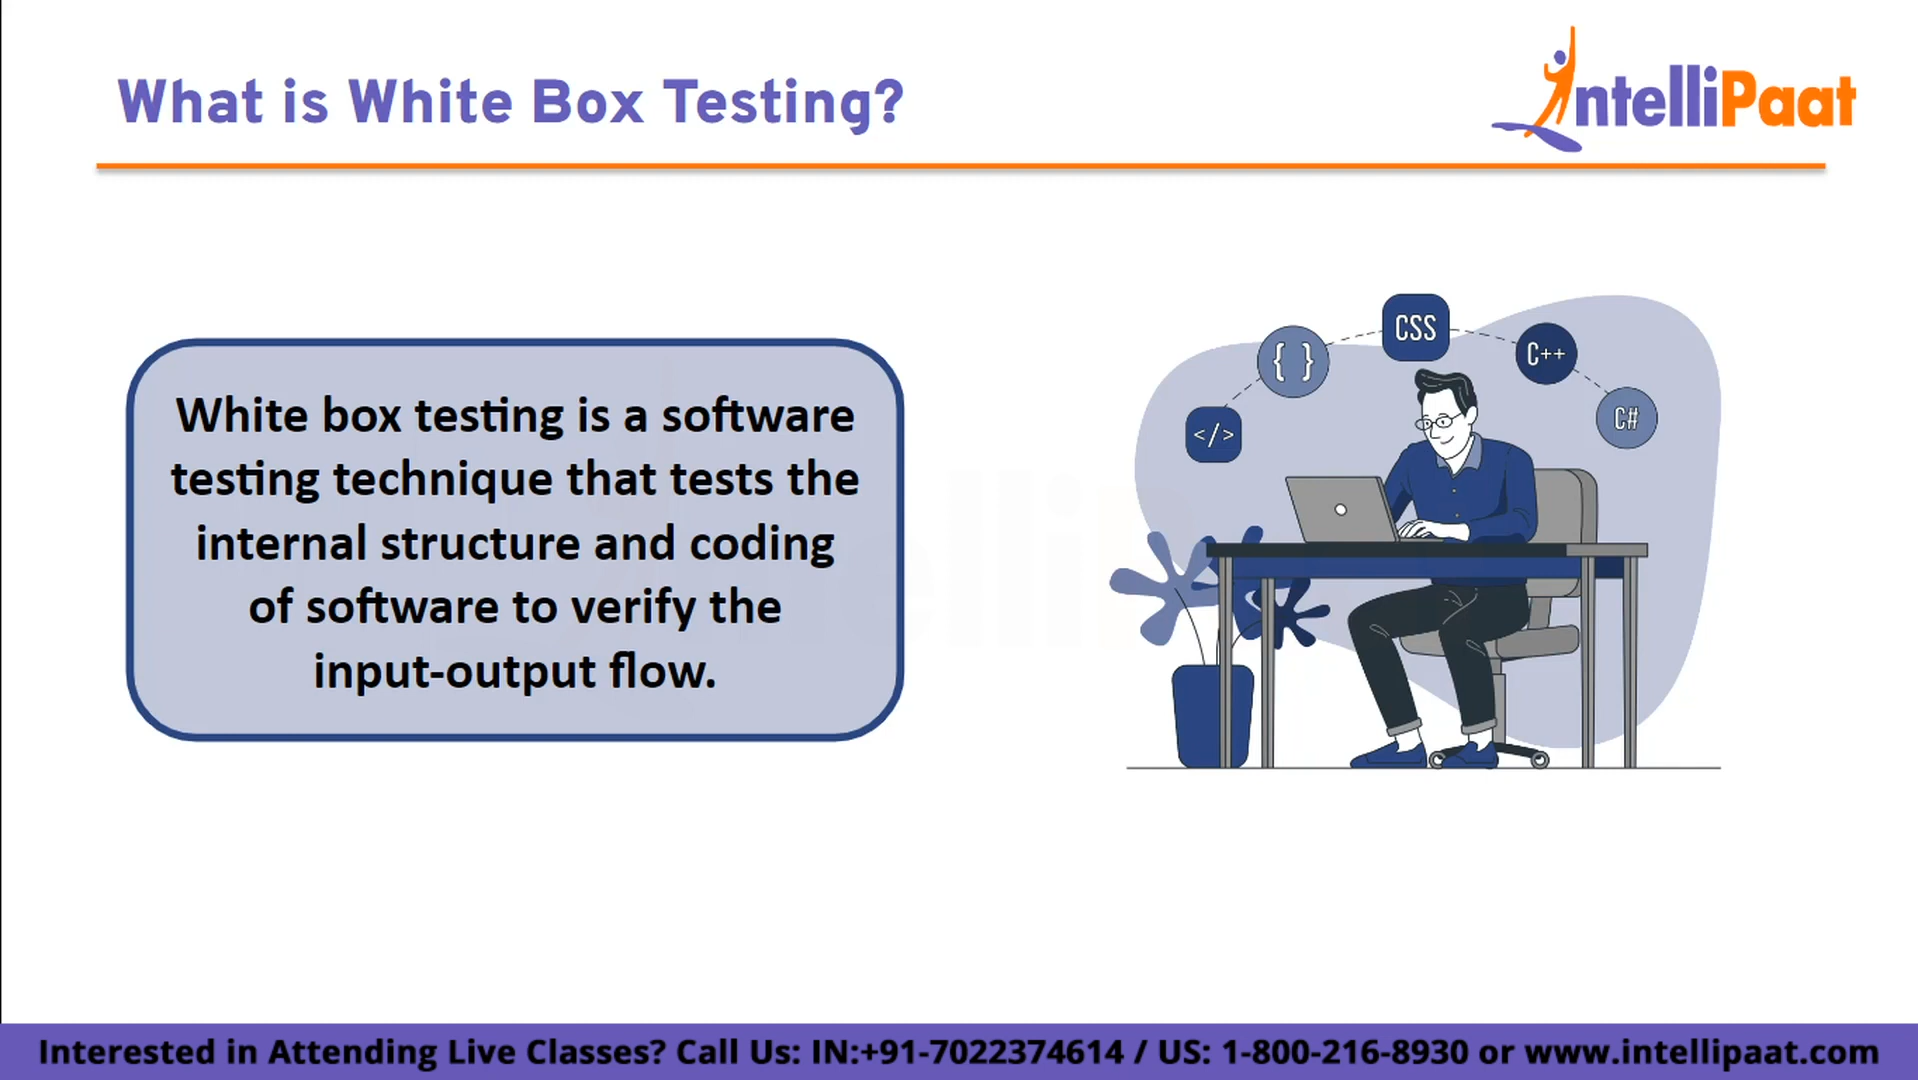 What is White Box Testing?
IntelliPaat
White box testing is a software
testing technique that tests the
internal structure and coding
of software to verify the
input-output flow.
</>
{ }
CSS
C++
C#
Interested in Attending Live Classes? Call Us: IN:+91-7022374614 / US: 1-800-216-8930 or www.intellipaat.com